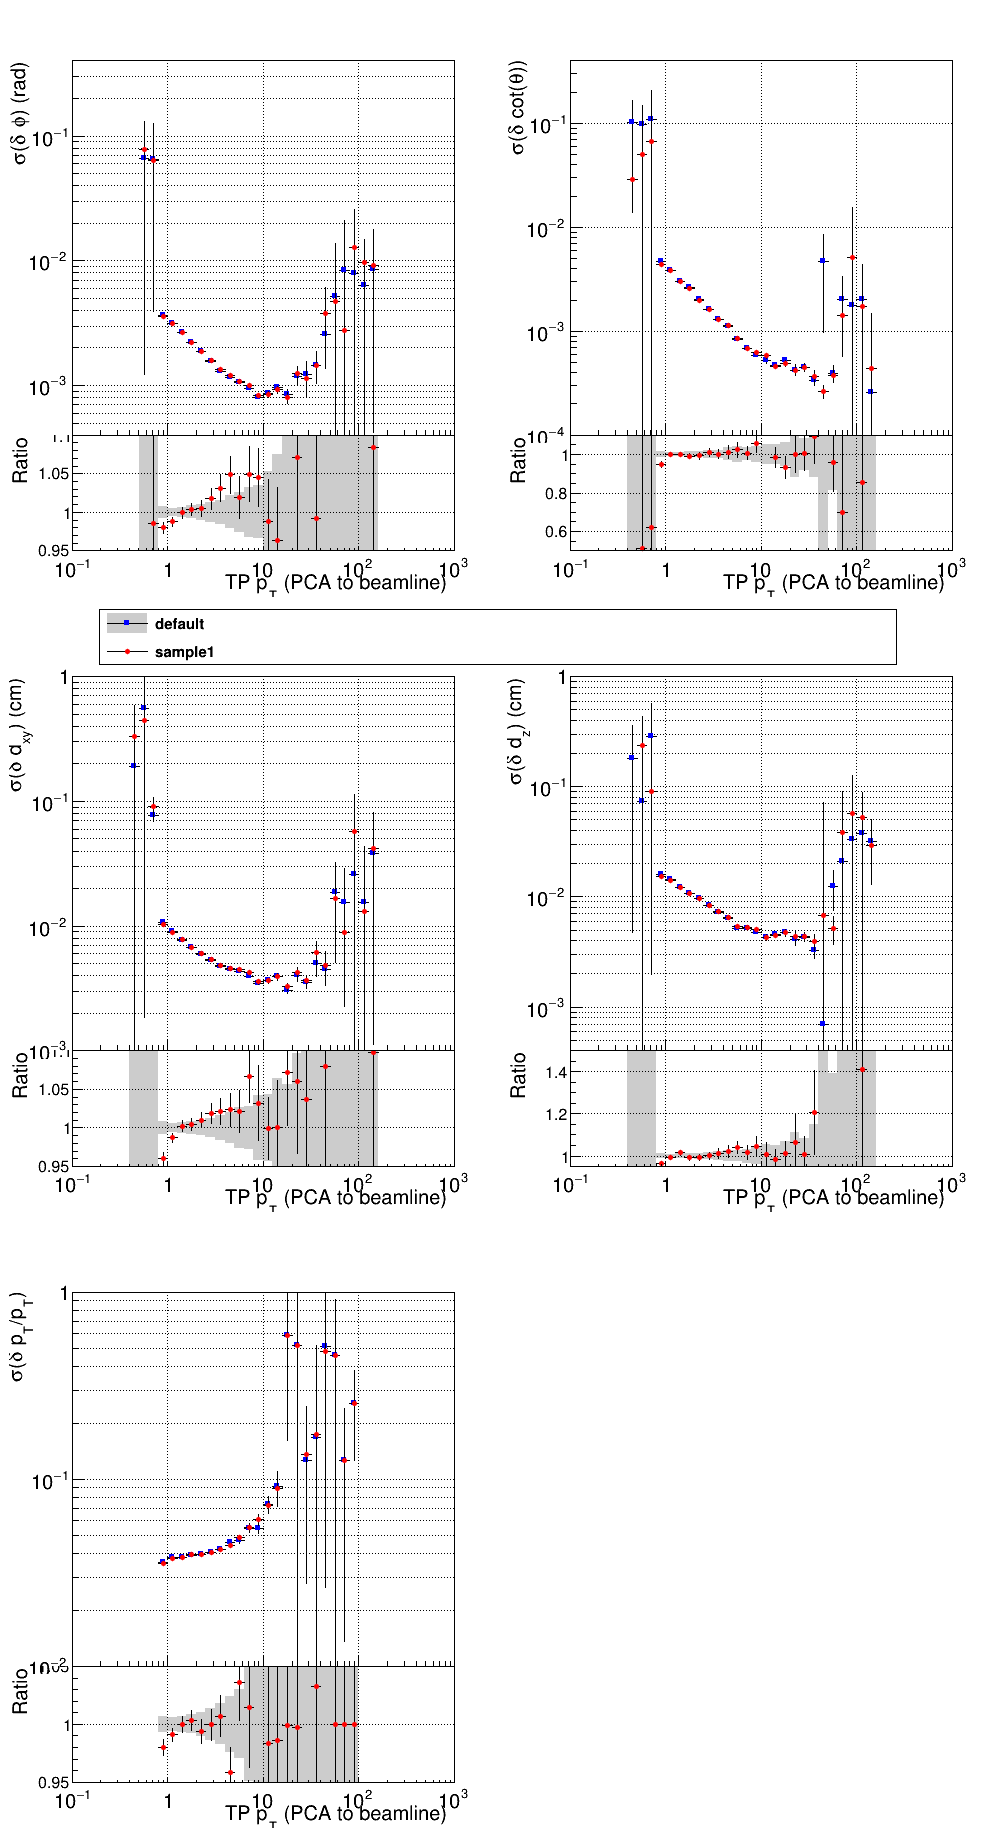 σ(δ φ) (rad)
10⁻¹
10⁻²
10⁻³
Ratio
1.1
1.05
1
0.95
10⁻¹ 1 10 10² 10³
TP p_T (PCA to beamline)
σ(δ cot(θ))
10⁻¹
10⁻²
10⁻³
10⁻⁴
Ratio
1
0.8
0.6
10⁻¹ 1 10 10² 10³
TP p_T (PCA to beamline)
default
sample1
σ(δ d_xy) (cm)
1
10⁻¹
10⁻²
10⁻³
Ratio
1.05
1
0.95
10⁻¹ 1 10 10² 10³
TP p_T (PCA to beamline)
σ(δ d_z) (cm)
1
10⁻¹
10⁻²
10⁻³
Ratio
1.4
1.2
1
10⁻¹ 1 10 10² 10³
TP p_T (PCA to beamline)
σ(δ p_T/p_T)
1
10⁻¹
10⁻²
Ratio
1
0.95
10⁻¹ 1 10 10² 10³
TP p_T (PCA to beamline)